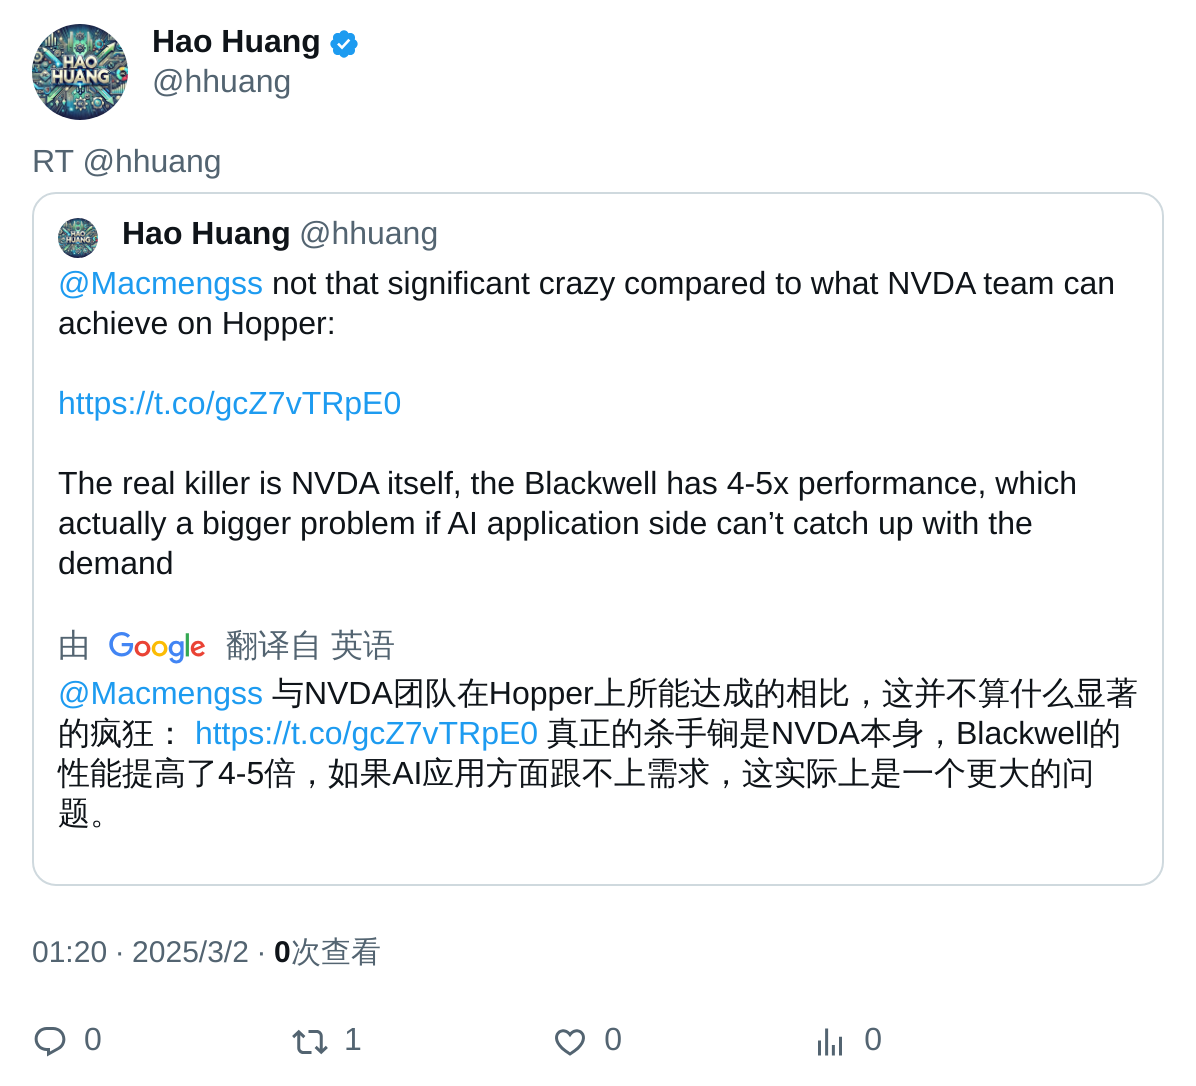 HAO
HUANG
Hao Huang
@hhuang
RT @hhuang
HAO
HUANG
Hao Huang @hhuang
@Macmengss not that significant crazy compared to what NVDA team can
achieve on Hopper:
https://t.co/gcZ7vTRpE0
The real killer is NVDA itself, the Blackwell has 4-5x performance, which
actually a bigger problem if AI application side can’t catch up with the
demand
由 Google 翻译自 英语
@Macmengss 与NVDA团队在Hopper上所能达成的相比，这并不算什么显著
的疯狂： https://t.co/gcZ7vTRpE0 真正的杀手锏是NVDA本身，Blackwell的
性能提高了4-5倍，如果AI应用方面跟不上需求，这实际上是一个更大的问
题。
01:20 · 2025/3/2 · 0次查看
0 1 0 0